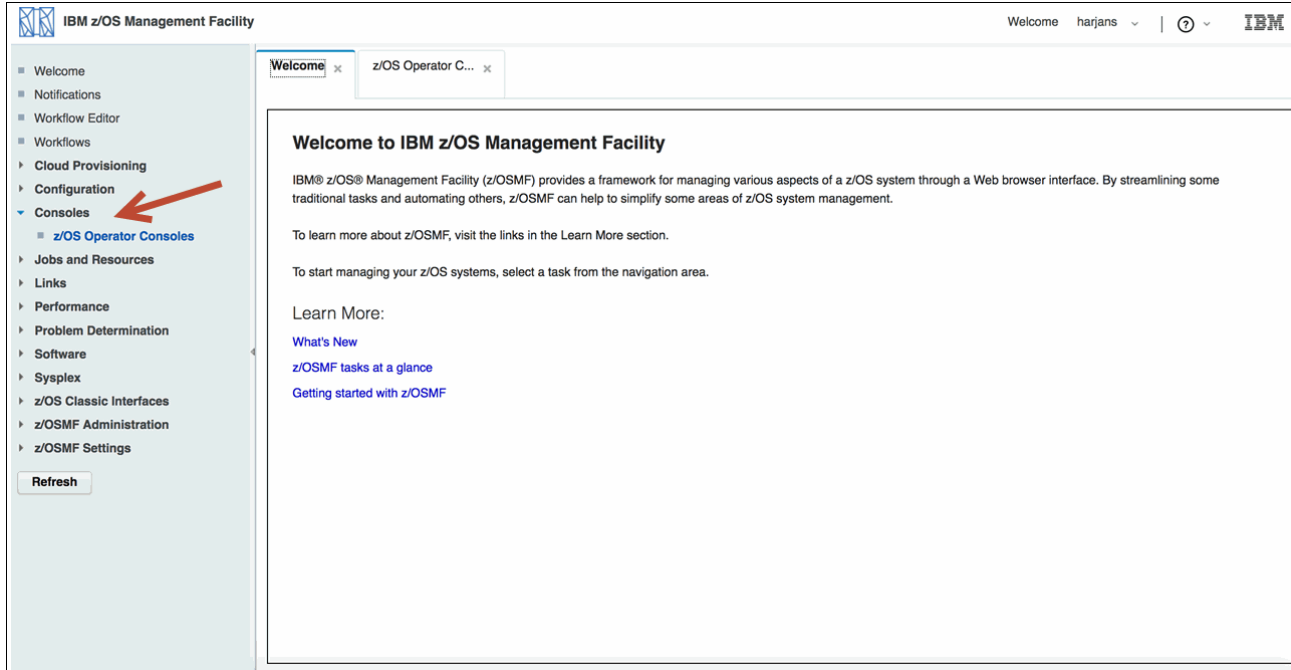 IBM z/OS Management Facility
Welcome harjans
IBM
Welcome
Notifications
Workflow Editor
Workflows
Cloud Provisioning
Configuration
Consoles
z/OS Operator Consoles
Jobs and Resources
Links
Performance
Problem Determination
Software
Sysplex
z/OS Classic Interfaces
z/OSMF Administration
z/OSMF Settings
Refresh
Welcome
z/OS Operator C...
Welcome to IBM z/OS Management Facility
IBM® z/OS® Management Facility (z/OSMF) provides a framework for managing various aspects of a z/OS system through a Web browser interface. By streamlining some
traditional tasks and automating others, z/OSMF can help to simplify some areas of z/OS system management.
To learn more about z/OSMF, visit the links in the Learn More section.
To start managing your z/OS systems, select a task from the navigation area.
Learn More:
What's New
z/OSMF tasks at a glance
Getting started with z/OSMF